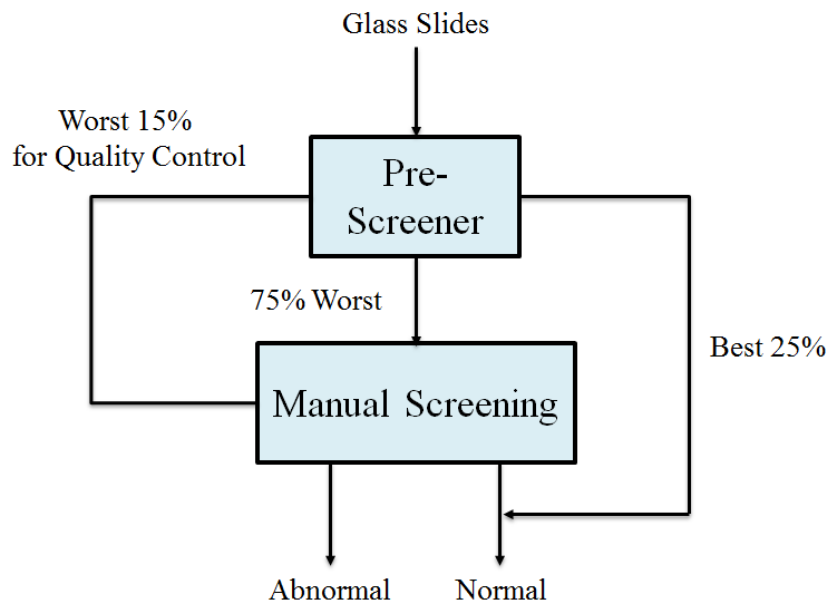 Glass Slides
Worst 15%
for Quality Control
Pre-
Screener
75% Worst
Best 25%
Manual Screening
Abnormal
Normal